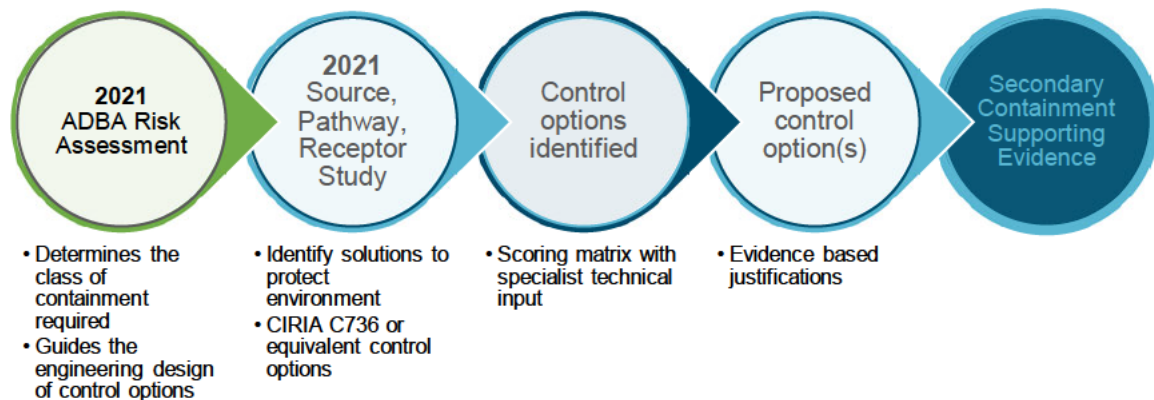 2021
ADBA Risk
Assessment
2021
Source,
Pathway,
Receptor
Study
Control
options
identified
Proposed
control
option(s)
Secondary
Containment
Supporting
Evidence
• Determines the
class of
containment
required
• Guides the
engineering design
of control options
• Identify solutions to
protect
environment
• CIRIA C736 or
equivalent control
options
• Scoring matrix with
specialist technical
input
• Evidence based
justifications